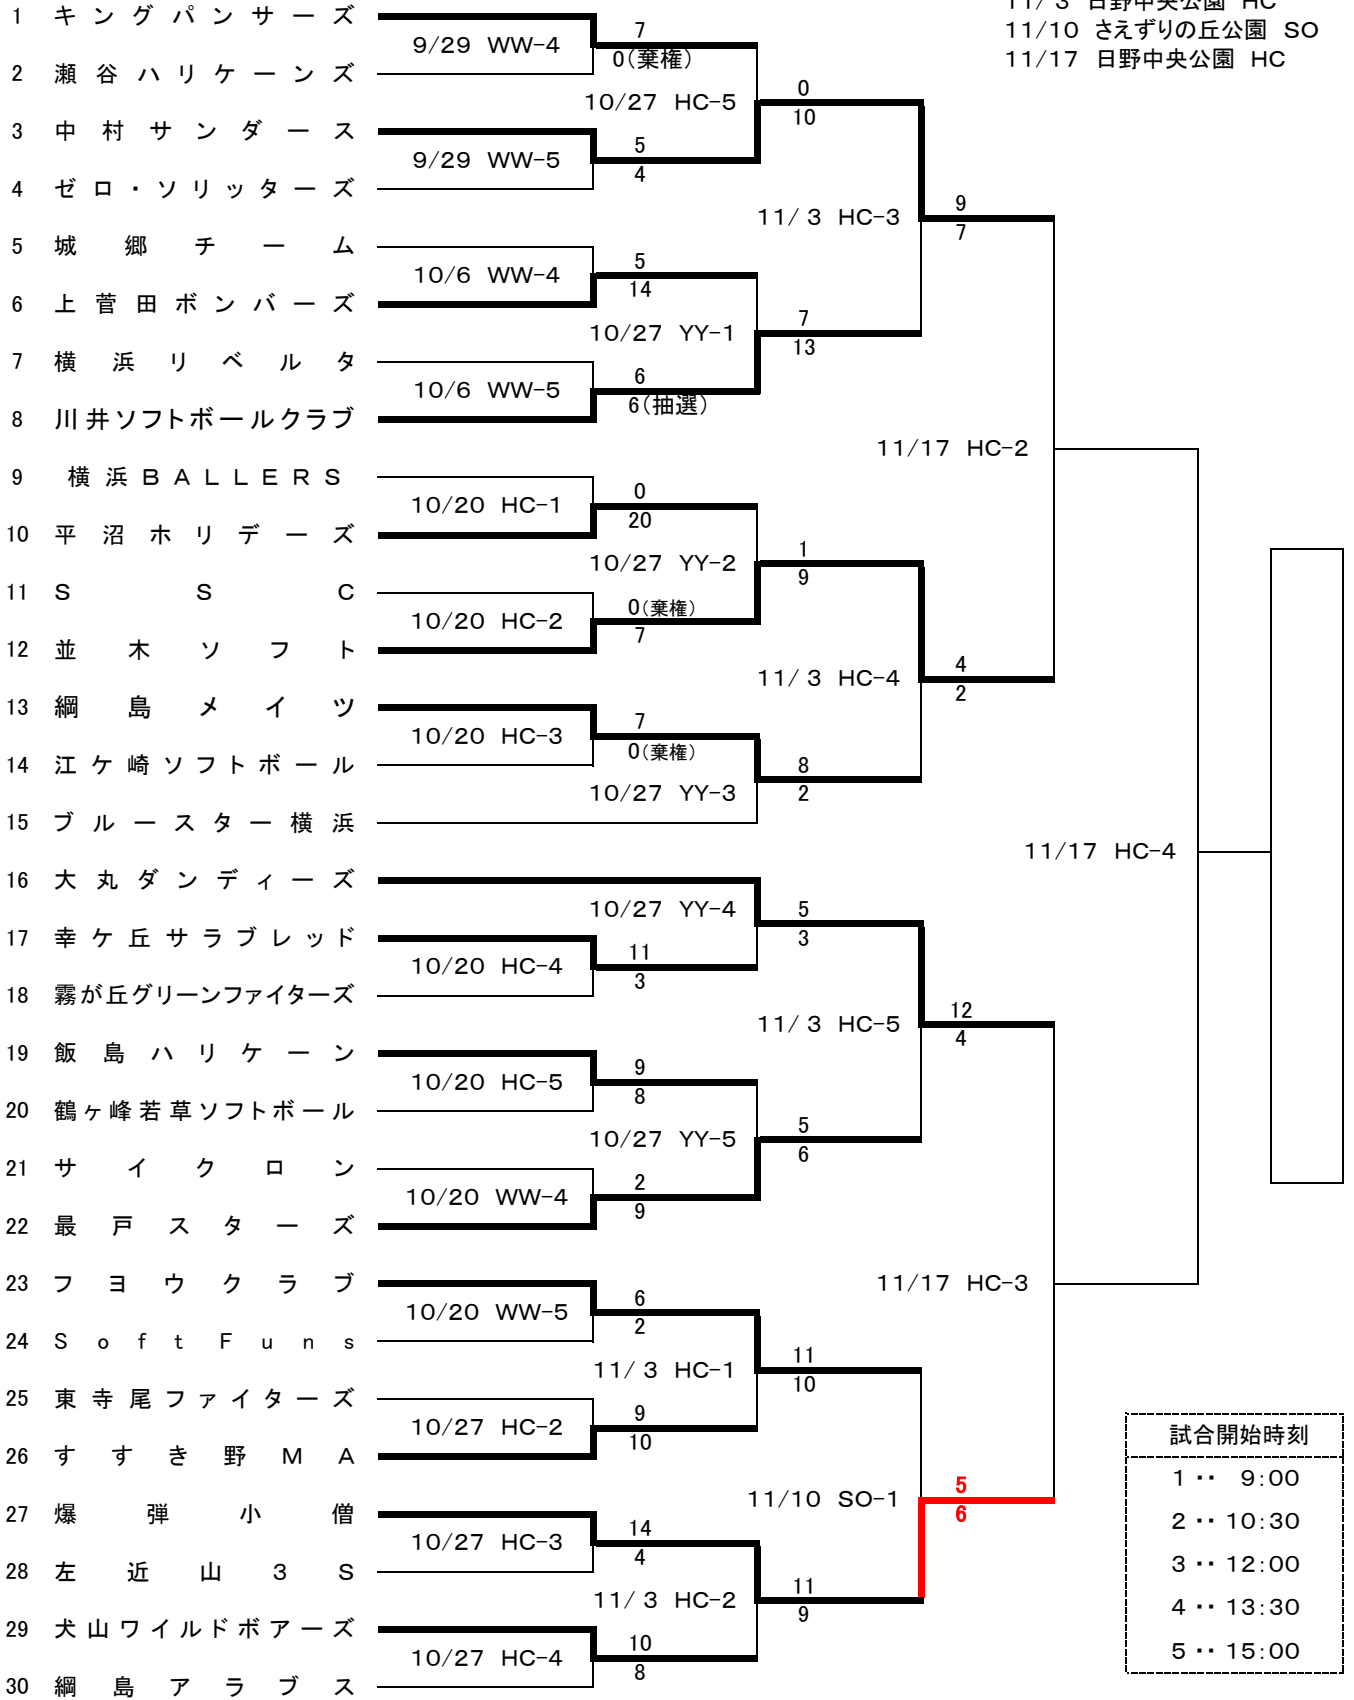 11/ 3 日野中央公園 HC
11/10 さえずりの丘公園 SO
11/17 日野中央公園 HC
1 キングパンサーズ
9/29 WW-4
7
0(棄権)
2 瀬谷ハリケーンズ
10/27 HC-5
0
10
3 中村サンダース
9/29 WW-5
5
4
4 ゼロ・ソリッターズ
11/ 3 HC-3
9
7
5 城郷チーム
10/6 WW-4
5
14
6 上菅田ボンバーズ
10/27 YY-1
7
13
7 横浜リベルタ
10/6 WW-5
6
6(抽選)
8 川井ソフトボールクラブ
11/17 HC-2
9 横浜BALLERS
10/20 HC-1
0
20
10 平沼ホリデーズ
10/27 YY-2
1
9
11 SSC
10/20 HC-2
0(棄権)
7
12 並木ソフト
11/ 3 HC-4
4
2
13 綱島メイツ
10/20 HC-3
7
0(棄権)
14 江ケ崎ソフトボール
10/27 YY-3
8
2
15 ブルースター横浜
11/17 HC-4
16 大丸ダンディーズ
10/27 YY-4
5
3
17 幸ケ丘サラブレッド
10/20 HC-4
11
3
18 霧が丘グリーンファイターズ
11/ 3 HC-5
12
4
19 飯島ハリケーン
10/20 HC-5
9
8
20 鶴ヶ峰若草ソフトボール
10/27 YY-5
5
6
21 サイクロン
10/20 WW-4
2
9
22 最戸スターズ
23 フヨウクラブ
11/17 HC-3
10/20 WW-5
6
2
24 Soft Funs
11/ 3 HC-1
11
10
25 東寺尾ファイターズ
10/27 HC-2
9
10
26 すすき野MA
11/10 SO-1
5
6
27 爆弾小僧
10/27 HC-3
14
4
28 左近山3S
11/ 3 HC-2
11
9
29 犬山ワイルドボアーズ
10/27 HC-4
10
8
30 綱島アラブス
試合開始時刻
1 ‥ 9:00
2 ‥ 10:30
3 ‥ 12:00
4 ‥ 13:30
5 ‥ 15:00